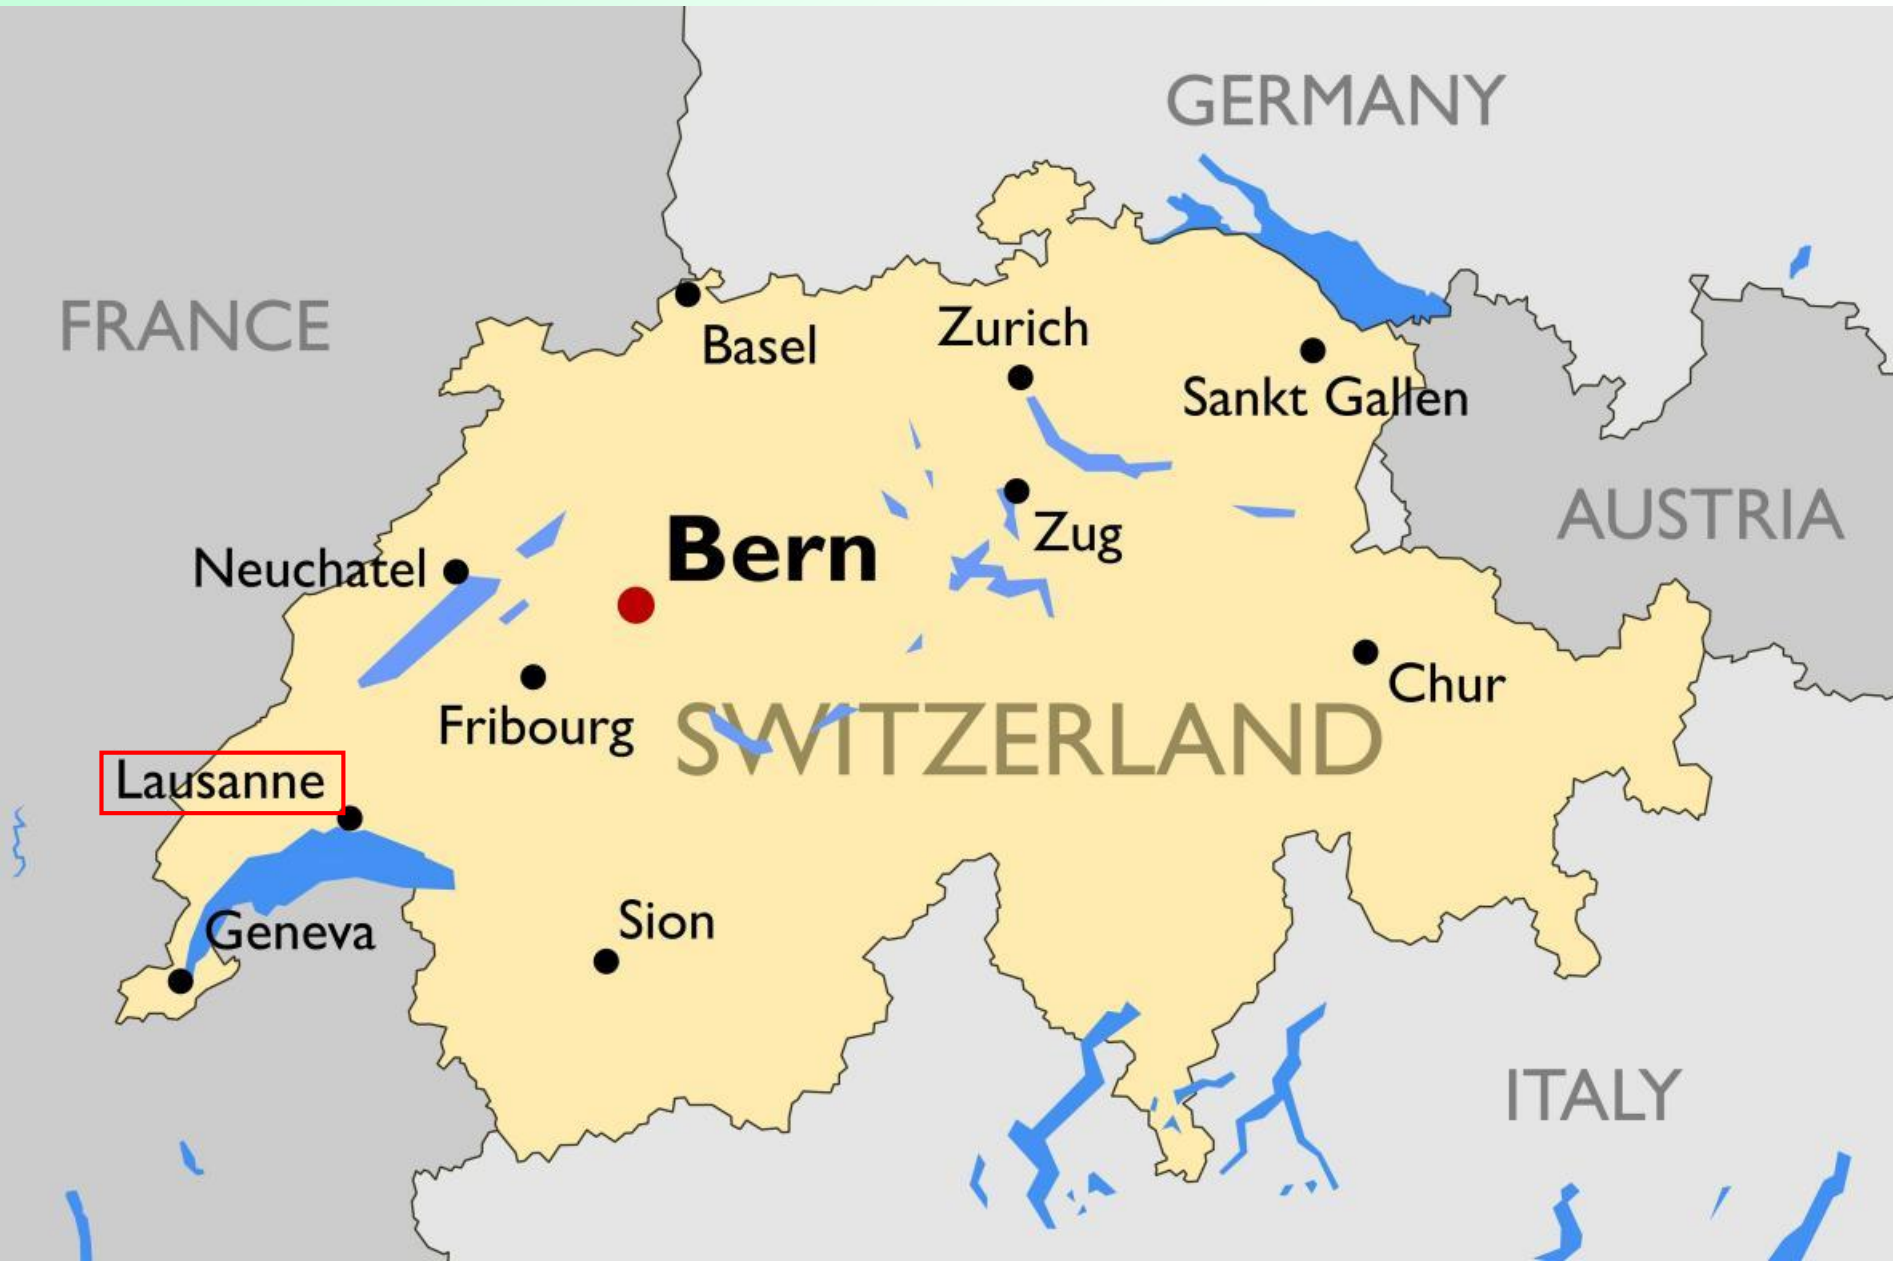 GERMANY
FRANCE
Basel
Zurich
Sankt Gallen
AUSTRIA
Neuchatel
Bern
Zug
Fribourg
SWITZERLAND
Chur
Lausanne
Geneva
Sion
ITALY